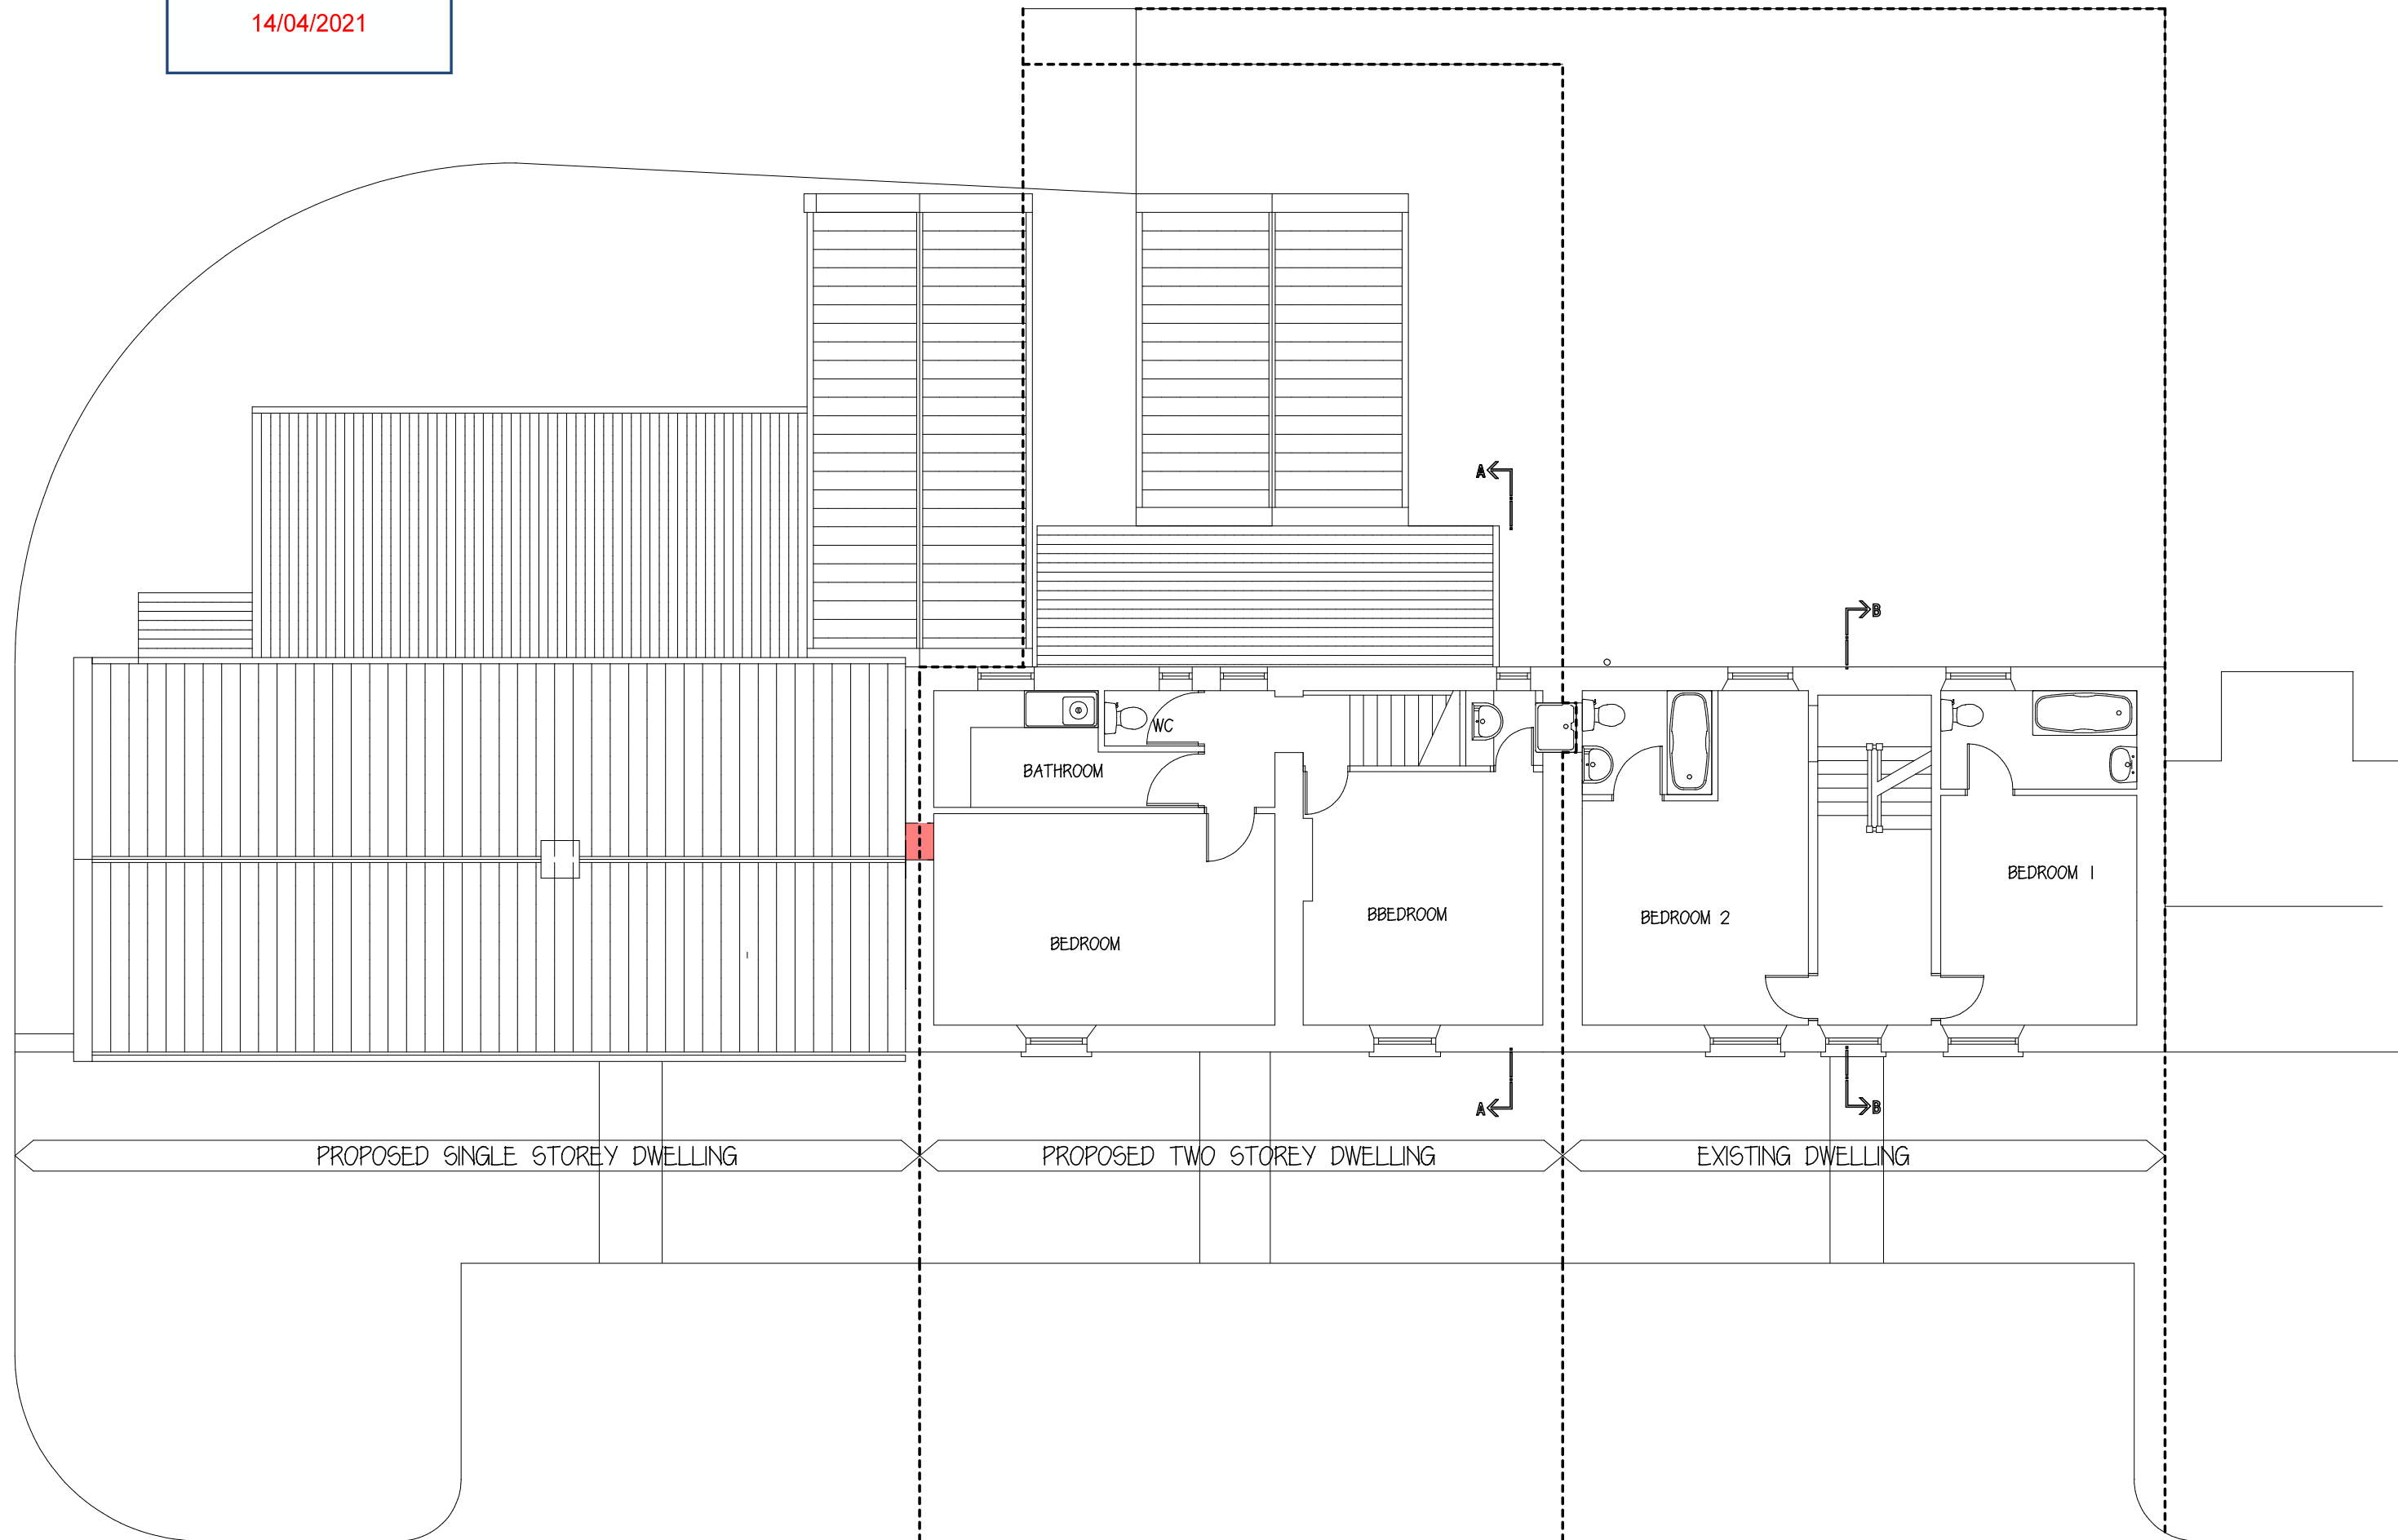 14/04/2021
A
B
WC
BATHROOM
BEDROOM 1
BBEDROOM
BEDROOM 2
BEDROOM
A
B
PROPOSED SINGLE STOREY DWELLING
PROPOSED TWO STOREY DWELLING
EXISTING DWELLING